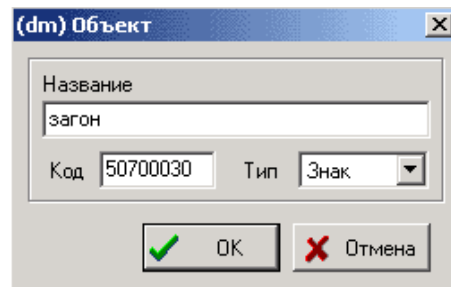 (dm) Объект
Название
загон
Код 50700030 Тип Знак
OK Отмена